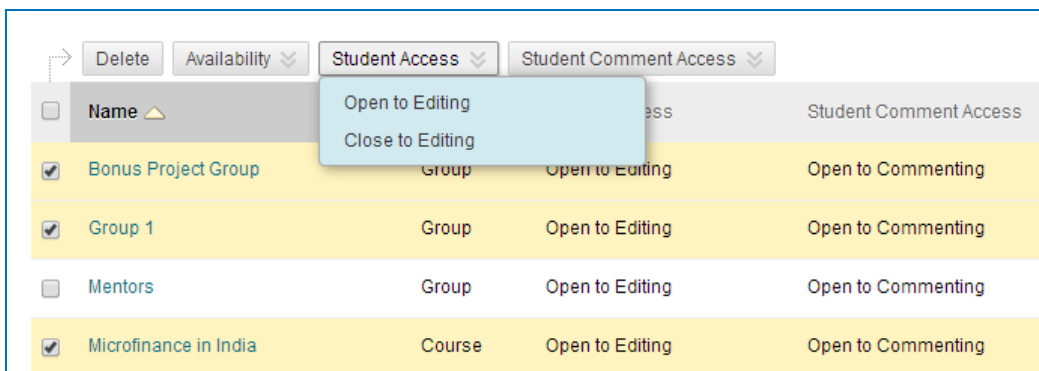 Delete Availability Student Access Student Comment Access
Open to Editing
Close to Editing
Name ess Student Comment Access
Bonus Project Group Group Open to Editing Open to Commenting
Group 1 Group Open to Editing Open to Commenting
Mentors Group Open to Editing Open to Commenting
Microfinance in India Course Open to Editing Open to Commenting